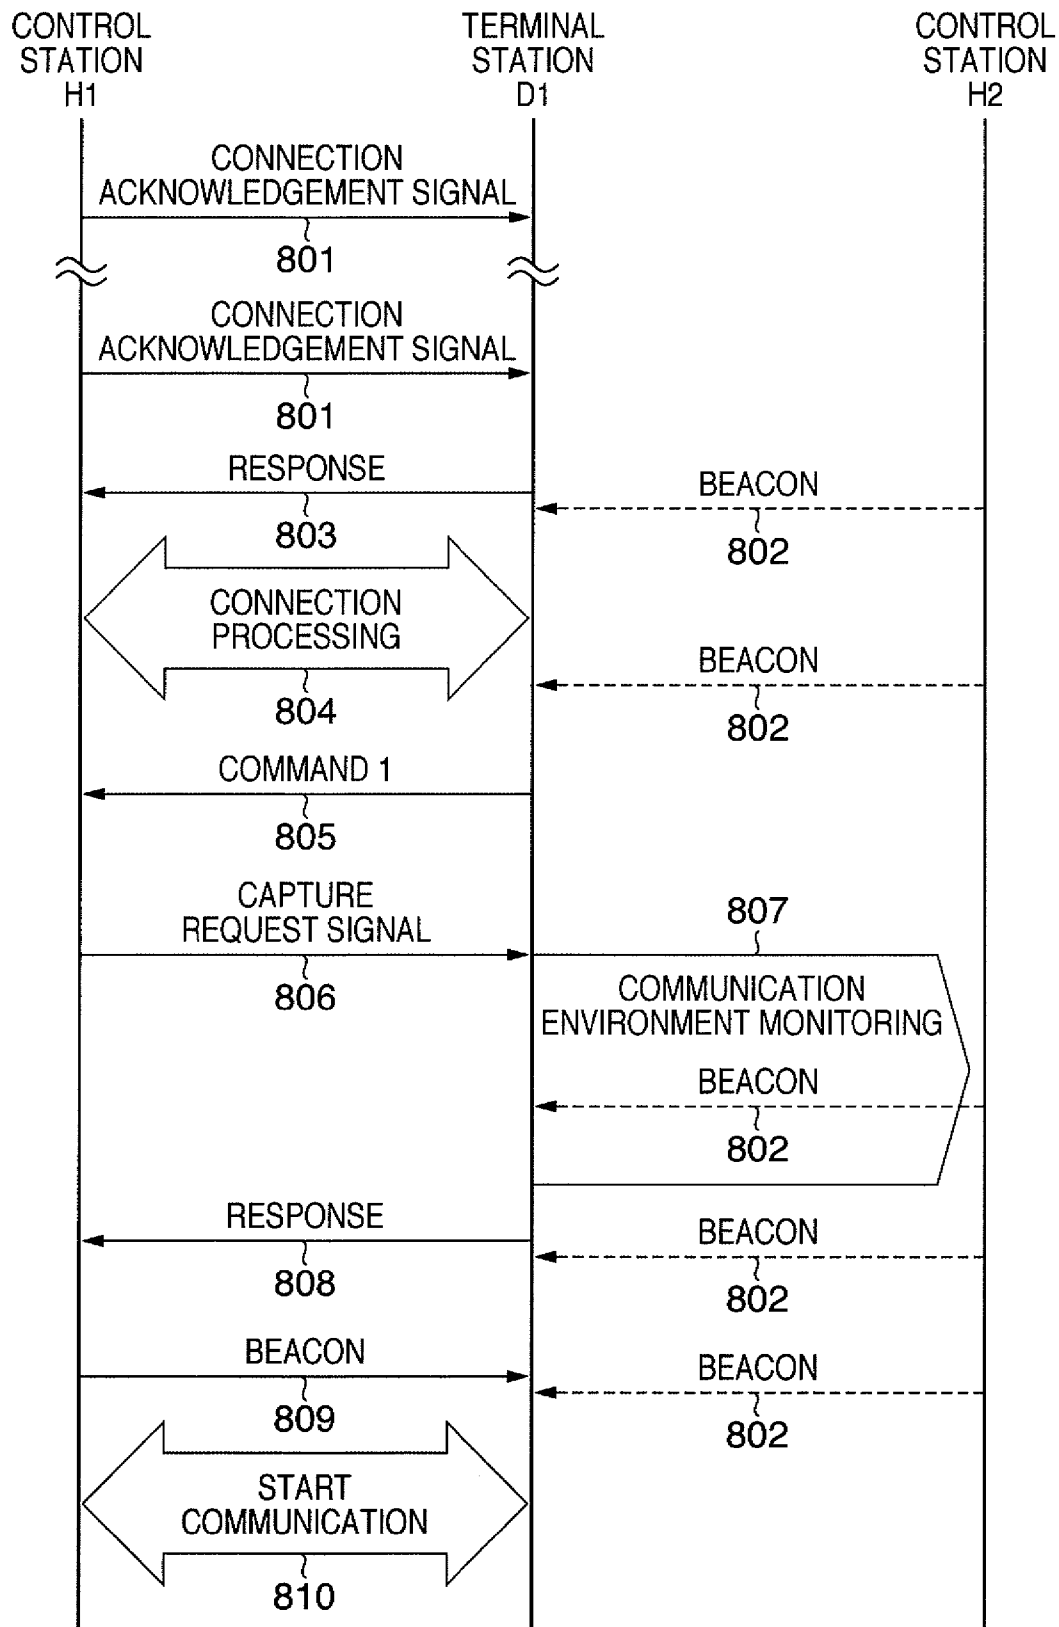 CONTROL
STATION
H1
TERMINAL
STATION
D1
CONTROL
STATION
H2
CONNECTION
ACKNOWLEDGEMENT SIGNAL
801
CONNECTION
ACKNOWLEDGEMENT SIGNAL
801
RESPONSE
803
BEACON
802
CONNECTION
PROCESSING
804
BEACON
802
COMMAND 1
805
CAPTURE
REQUEST SIGNAL
806
807
COMMUNICATION
ENVIRONMENT MONITORING
BEACON
802
RESPONSE
808
BEACON
802
BEACON
809
BEACON
802
START
COMMUNICATION
810